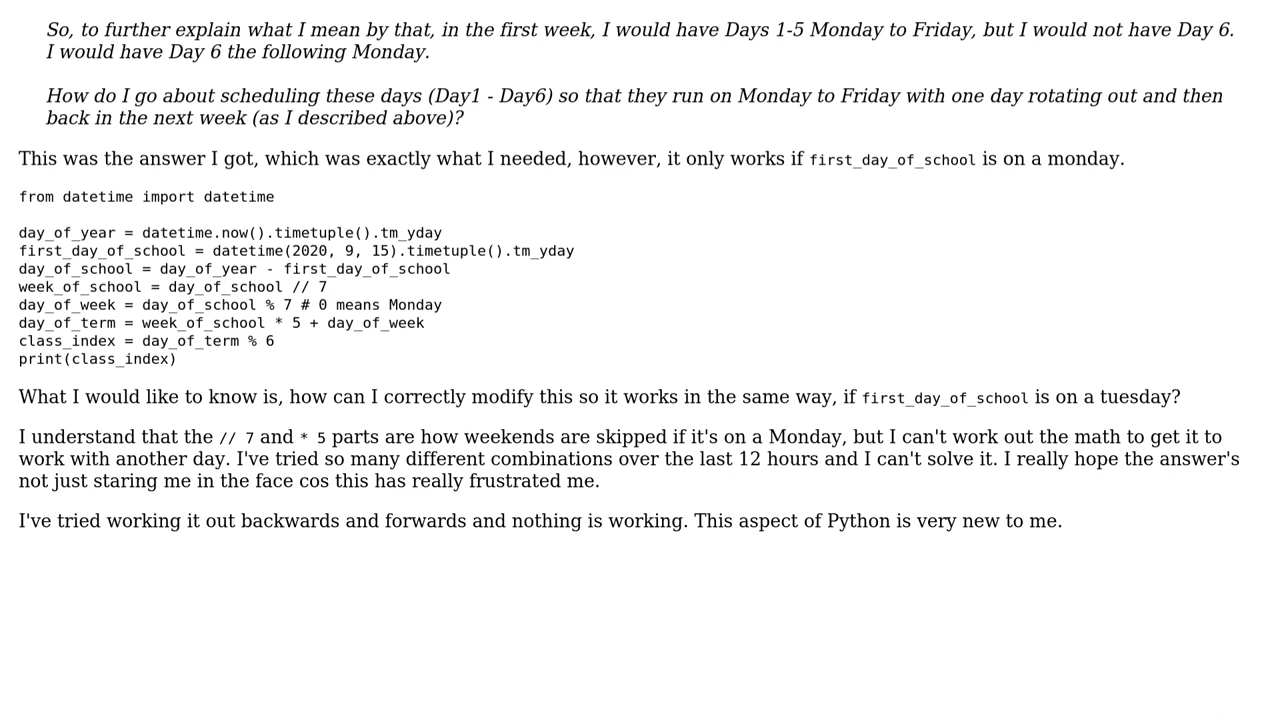 So, to further explain what I mean by that, in the first week, I would have Days 1-5 Monday to Friday, but I would not have Day 6.
I would have Day 6 the following Monday.
How do I go about scheduling these days (Day1 - Day6) so that they run on Monday to Friday with one day rotating out and then
back in the next week (as I described above)?
This was the answer I got, which was exactly what I needed, however, it only works if first_day_of_school is on a monday.
from datetime import datetime
day_of_year = datetime.now().timetuple().tm_yday
first_day_of_school = datetime(2020, 9, 15).timetuple().tm_yday
day_of_school = day_of_year - first_day_of_school
week_of_school = day_of_school // 7
day_of_week = day_of_school % 7 # 0 means Monday
day_of_term = week_of_school * 5 + day_of_week
class_index = day_of_term % 6
print(class_index)
What I would like to know is, how can I correctly modify this so it works in the same way, if first_day_of_school is on a tuesday?
I understand that the // 7 and * 5 parts are how weekends are skipped if it's on a Monday, but I can't work out the math to get it to
work with another day. I've tried so many different combinations over the last 12 hours and I can't solve it. I really hope the answer's
not just staring me in the face cos this has really frustrated me.
I've tried working it out backwards and forwards and nothing is working. This aspect of Python is very new to me.